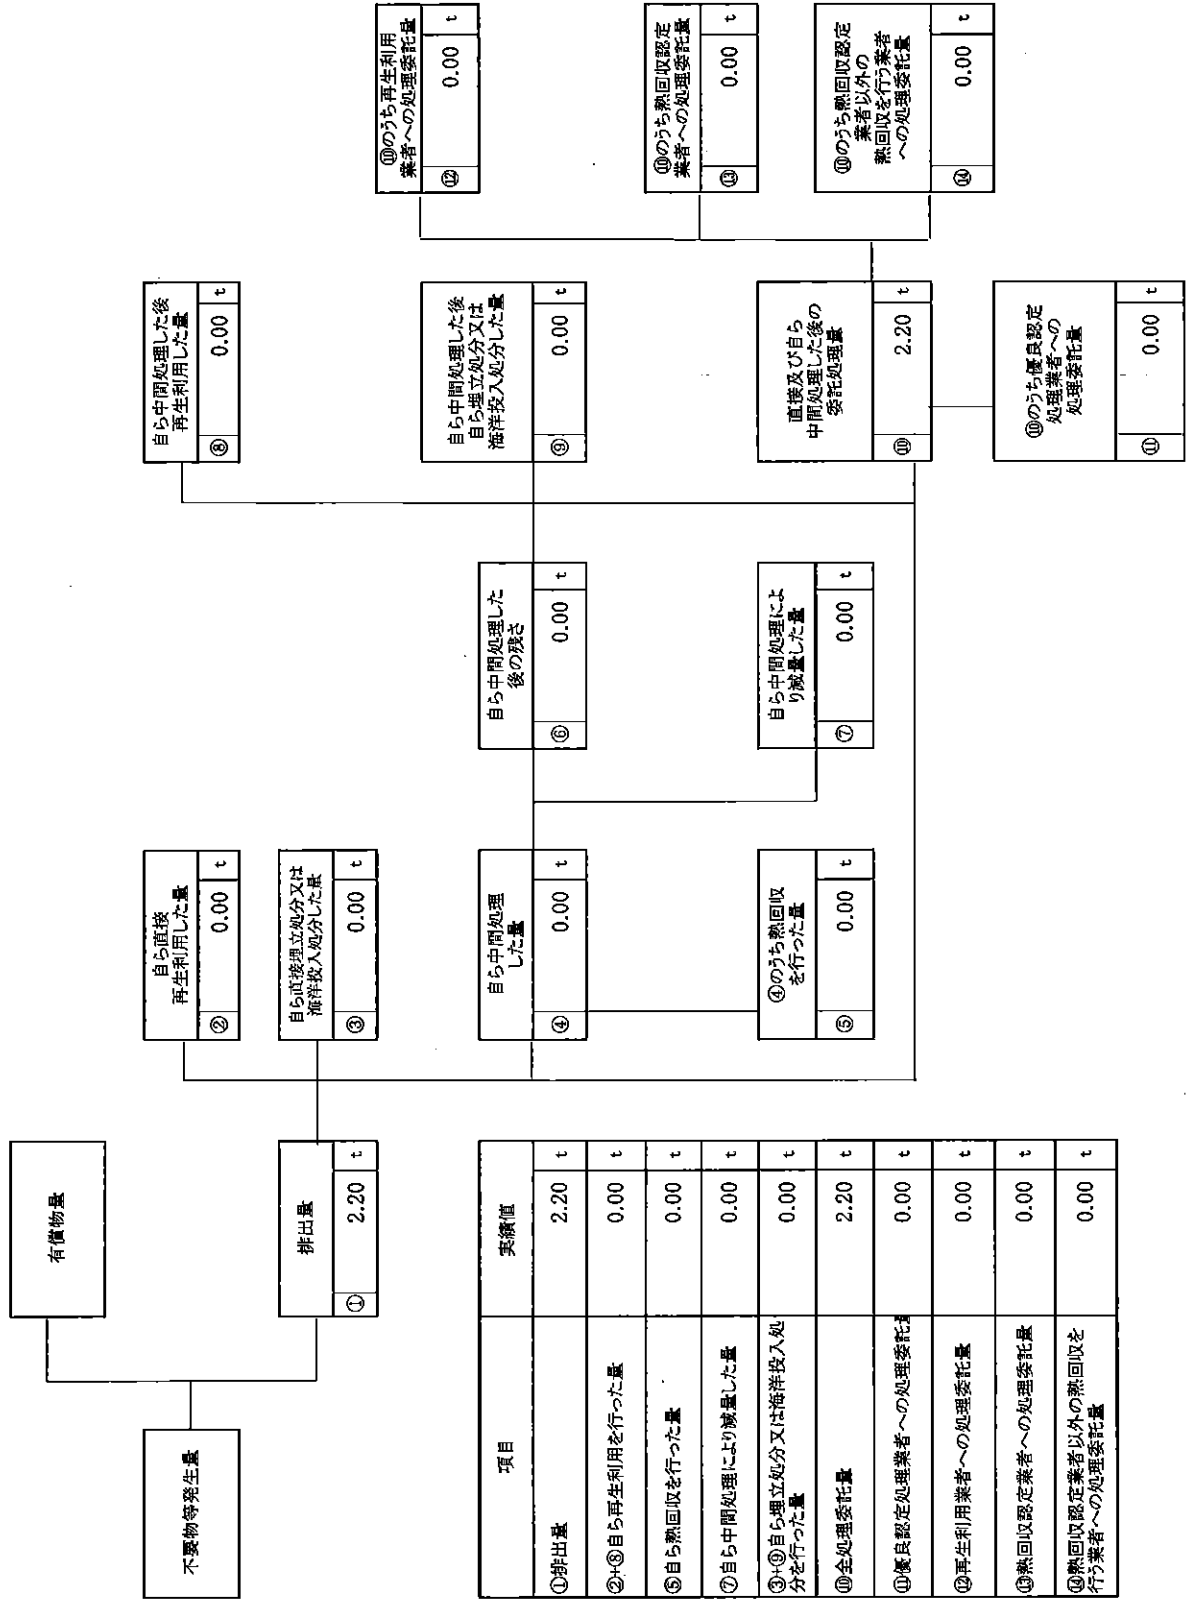 有償物量
不要物等発生量
排出量
① 2.20 t
自ら直接
再生利用した量
② 0.00 t
自ら直接埋立処分又は
海洋投入処分した量
③ 0.00 t
自ら中間処理
した量
④ 0.00 t
④のうち熱回収
を行った量
⑤ 0.00 t
自ら中間処理した
後の残さ
⑥ 0.00 t
自ら中間処理によ
り減量した量
⑦ 0.00 t
自ら中間処理した後
再生利用した量
⑧ 0.00 t
自ら中間処理した後
自ら埋立処分又は
海洋投入処分した量
⑨ 0.00 t
直接及び自ら
中間処理した後の
委託処理量
⑩ 2.20 t
⑩のうち優良認定
処理業者への
処理委託量
⑪ 0.00 t
⑩のうち再生利用
業者への処理委託量
⑫ 0.00 t
⑩のうち熱回収認定
業者への処理委託量
⑬ 0.00 t
⑩のうち熱回収認定
業者以外の
熱回収を行う業者
への処理委託量
⑭ 0.00 t
項目 実績値
①排出量 2.20 t
②+⑧自ら再生利用を行った量 0.00 t
⑤自ら熱回収を行った量 0.00 t
⑦自ら中間処理により減量した量 0.00 t
③+⑨自ら埋立処分又は海洋投入処
分を行った量 0.00 t
⑩全処理委託量 2.20 t
⑪優良認定処理業者への処理委託量 0.00 t
⑫再生利用業者への処理委託量 0.00 t
⑬熱回収認定業者への処理委託量 0.00 t
⑭熱回収認定業者以外の熱回収を
行う業者への処理委託量 0.00 t